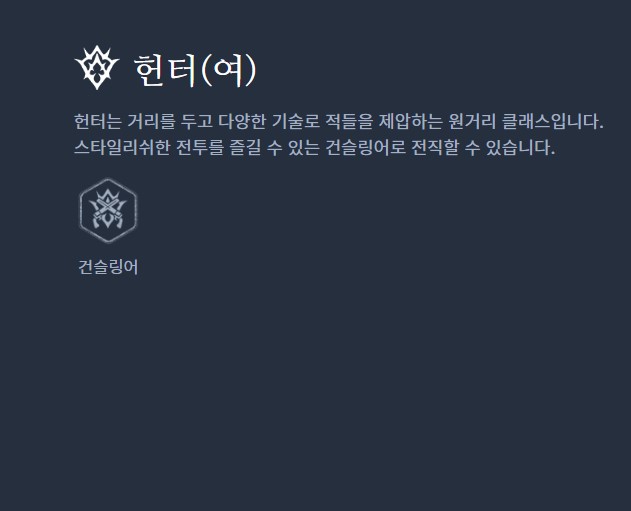 헌터(여)
헌터는 거리를 두고 다양한 기술로 적들을 제압하는 원거리 클래스입니다.
스타일리쉬한 전투를 즐길 수 있는 건슬링어로 전직할 수 있습니다.
건슬링어